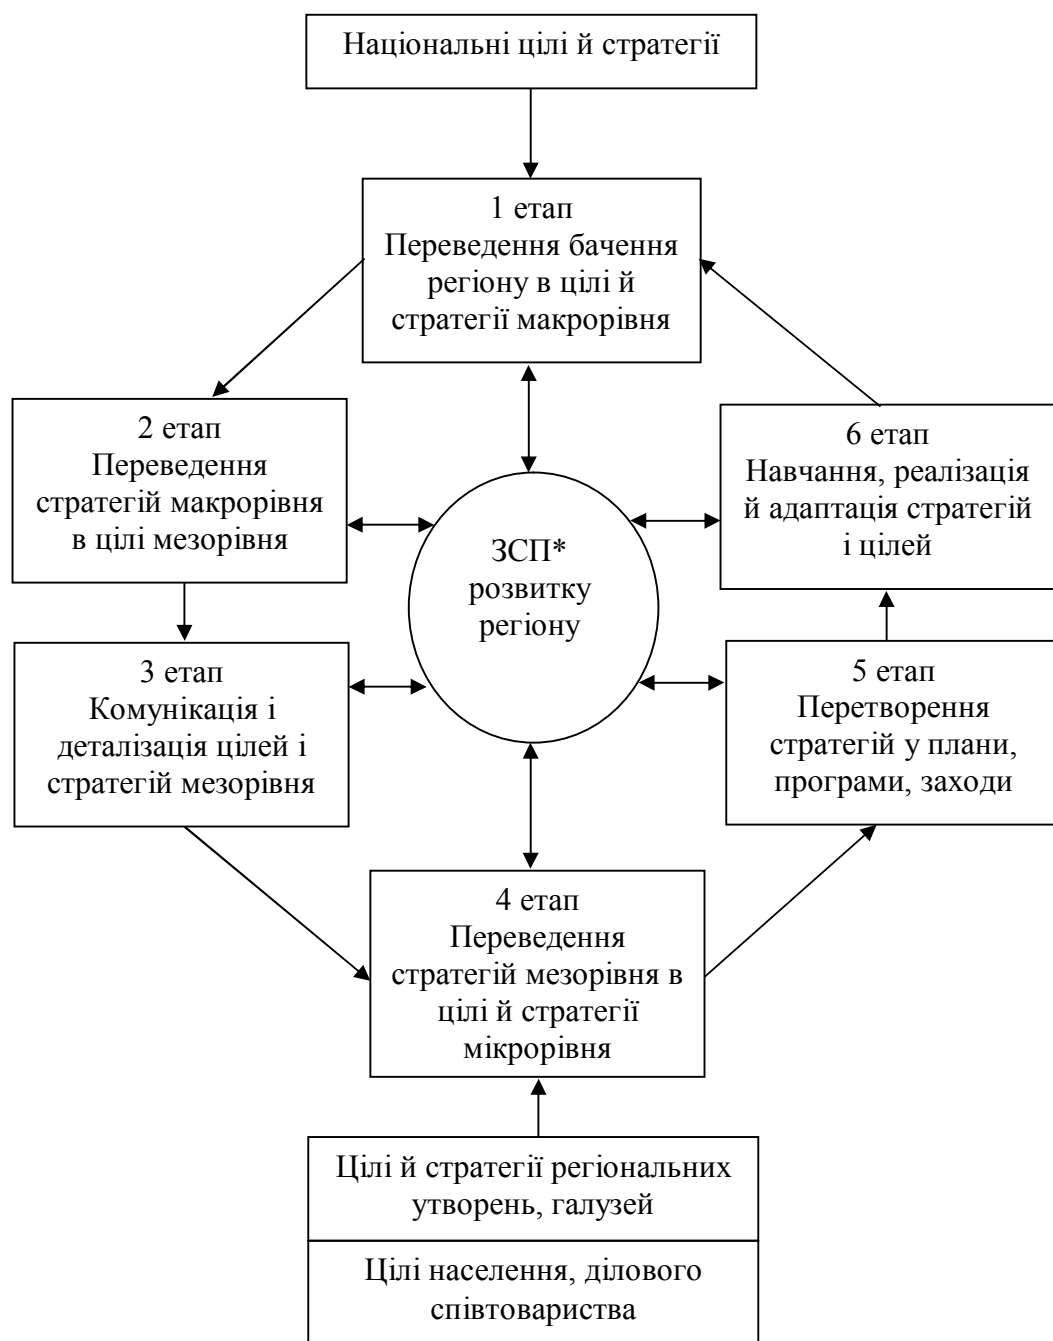 Національні цілі й стратегії
1 етап
Переведення бачення
регіону в цілі й
стратегії макрорівня
2 етап
Переведення
стратегій макрорівня
в цілі мезорівня
6 етап
Навчання, реалізація
й адаптація стратегій
і цілей
ЗСП*
розвитку
регіону
3 етап
Комунікація і
деталізація цілей і
стратегій мезорівня
5 етап
Перетворення
стратегій у плани,
програми, заходи
4 етап
Переведення
стратегій мезорівня в
цілі й стратегії
мікрорівня
Цілі й стратегії регіональних
утворень, галузей
Цілі населення, ділового
співтовариства